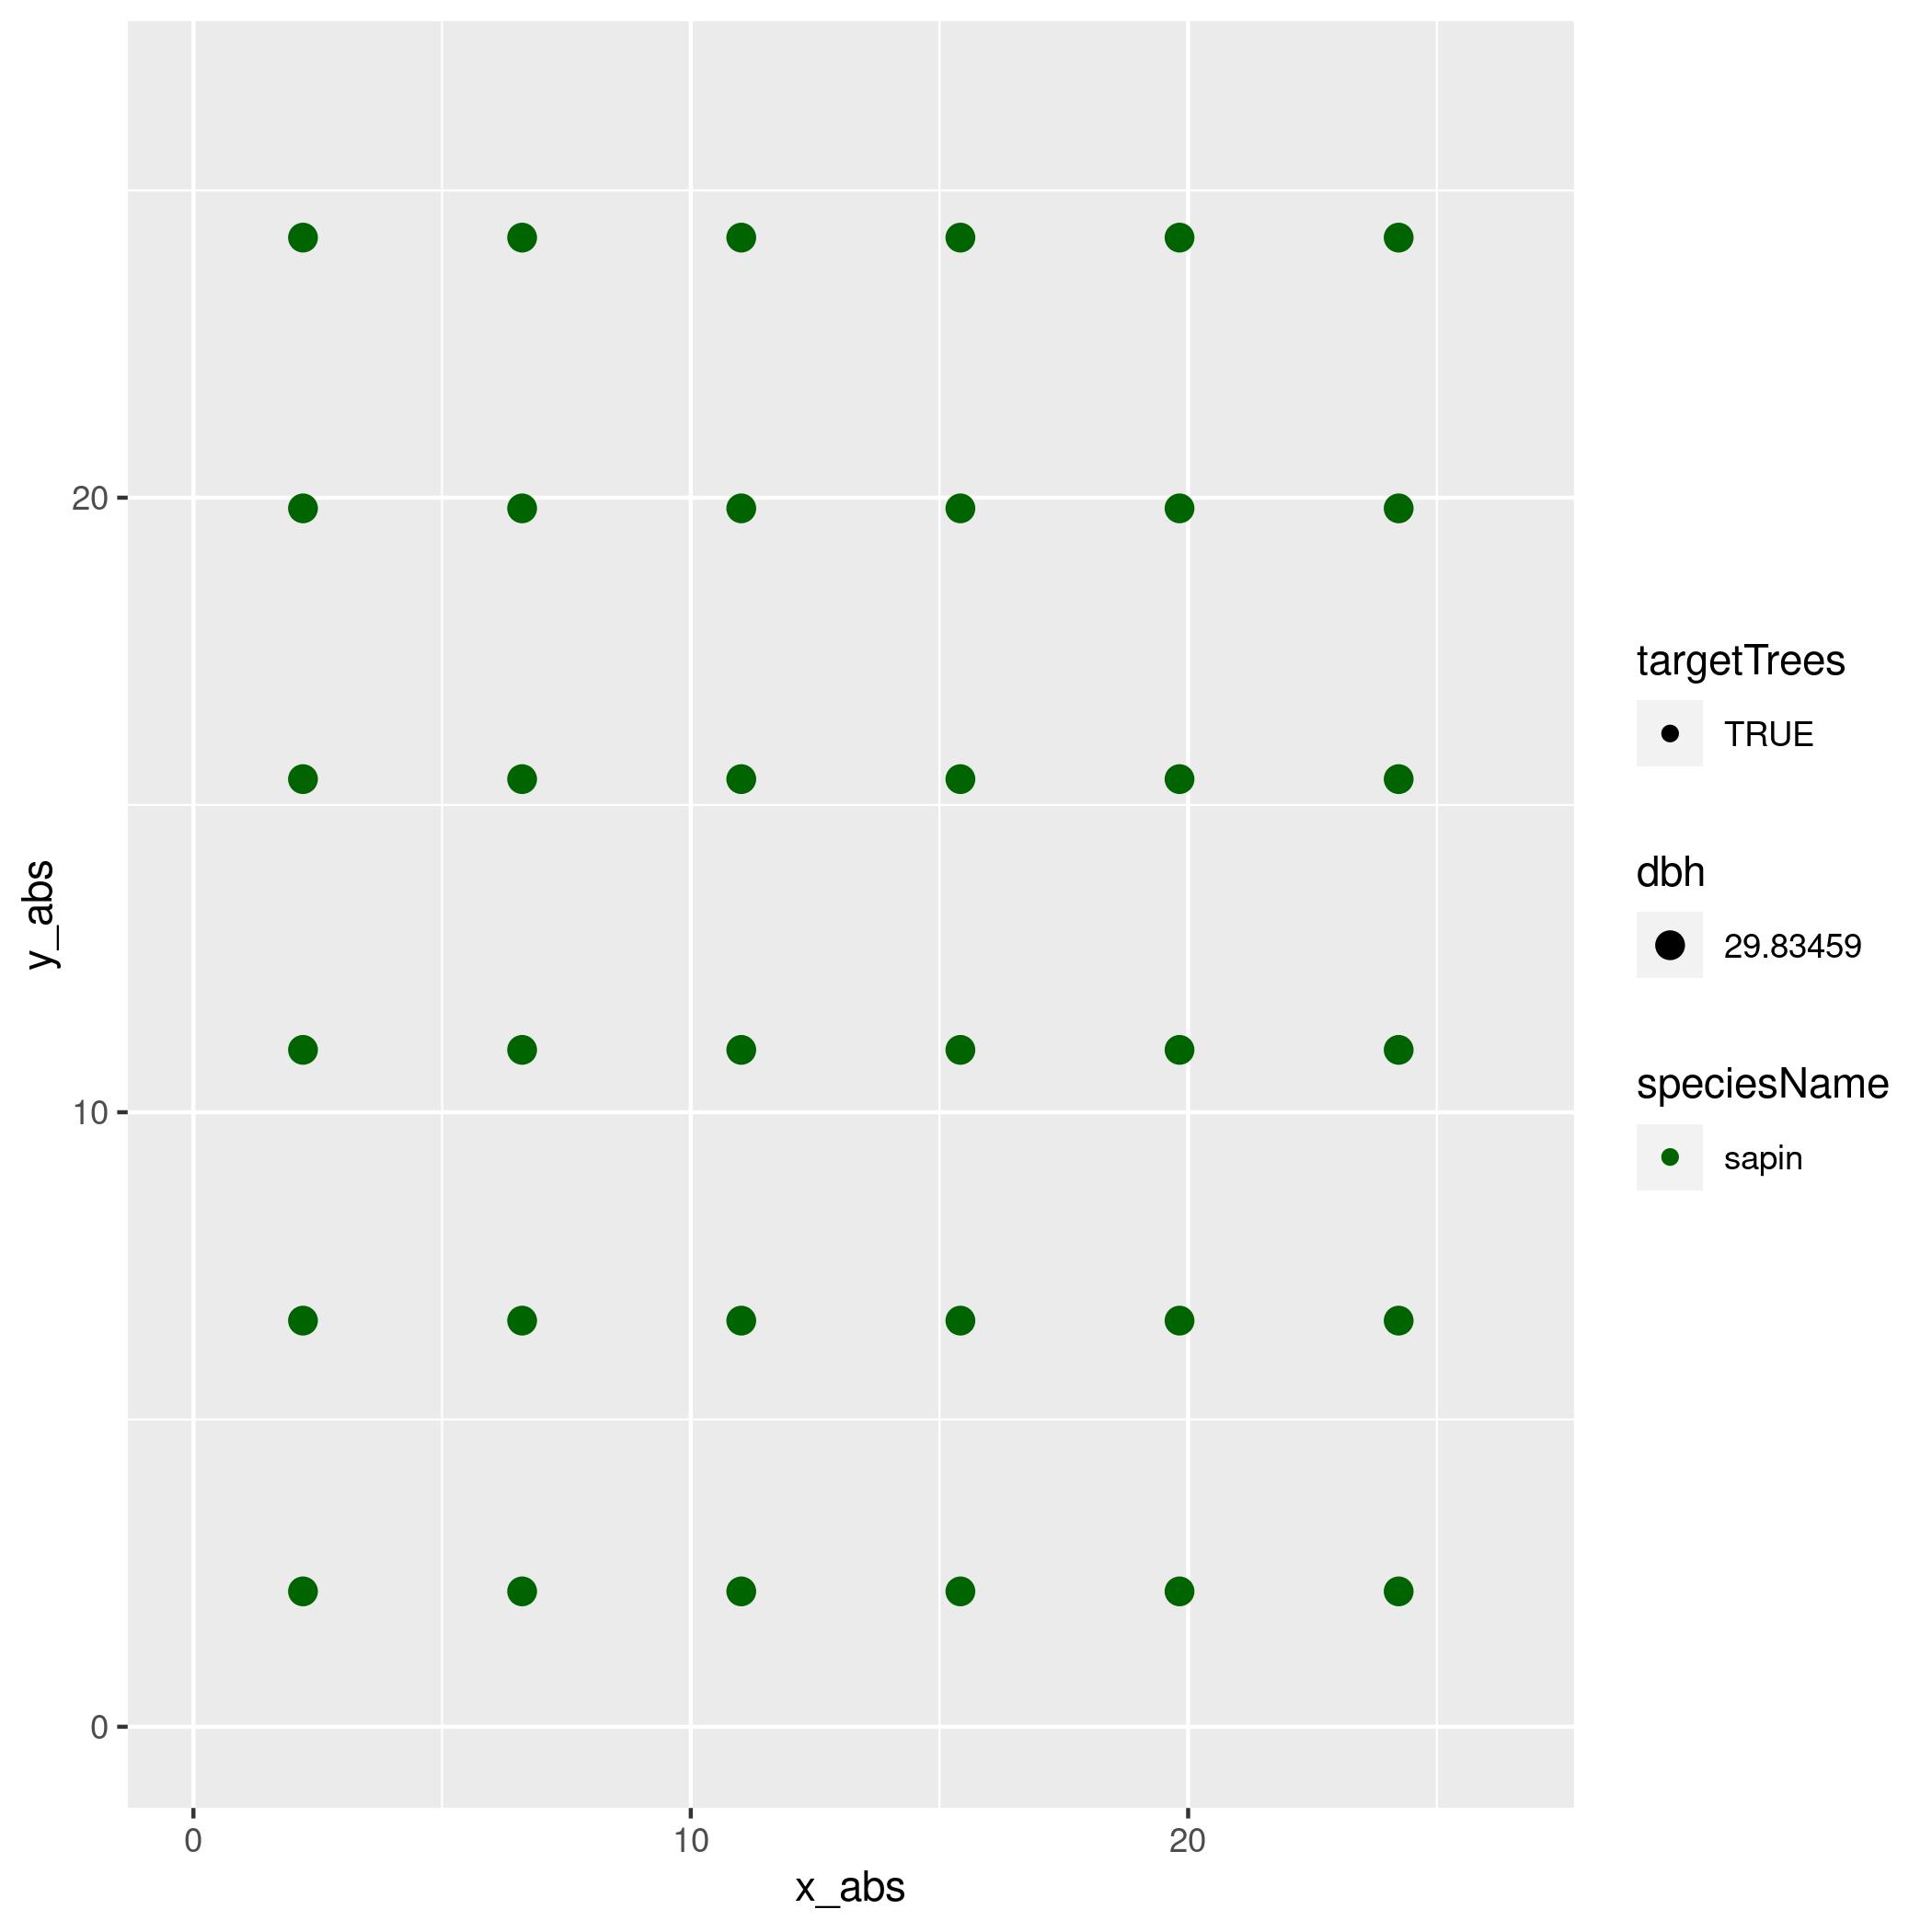 20
10
0
0 10 20
x_abs
y_abs
targetTrees
TRUE
dbh
29.83459
speciesName
sapin